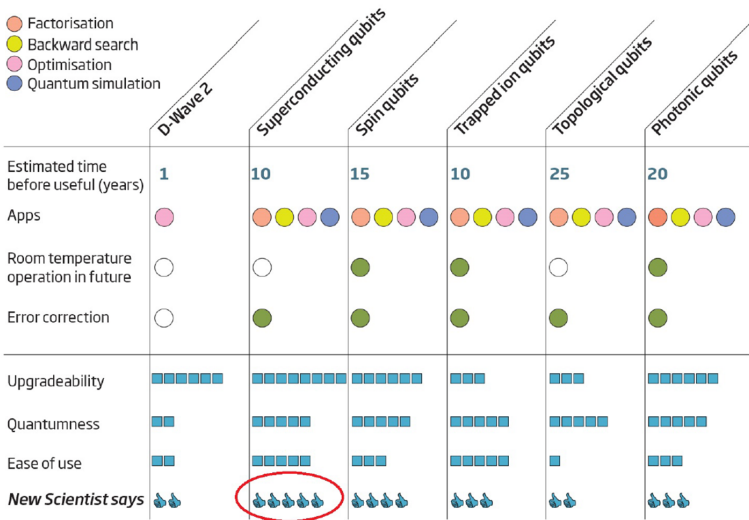 Factorisation
Backward search
Optimisation
Quantum simulation
D-Wave 2
Superconducting qubits
Spin qubits
Trapped ion qubits
Topological qubits
Photonic qubits
Estimated time
before useful (years)
1 10 15 10 25 20
Apps
Room temperature
operation in future
Error correction
Upgradeability
Quantumness
Ease of use
New Scientist says